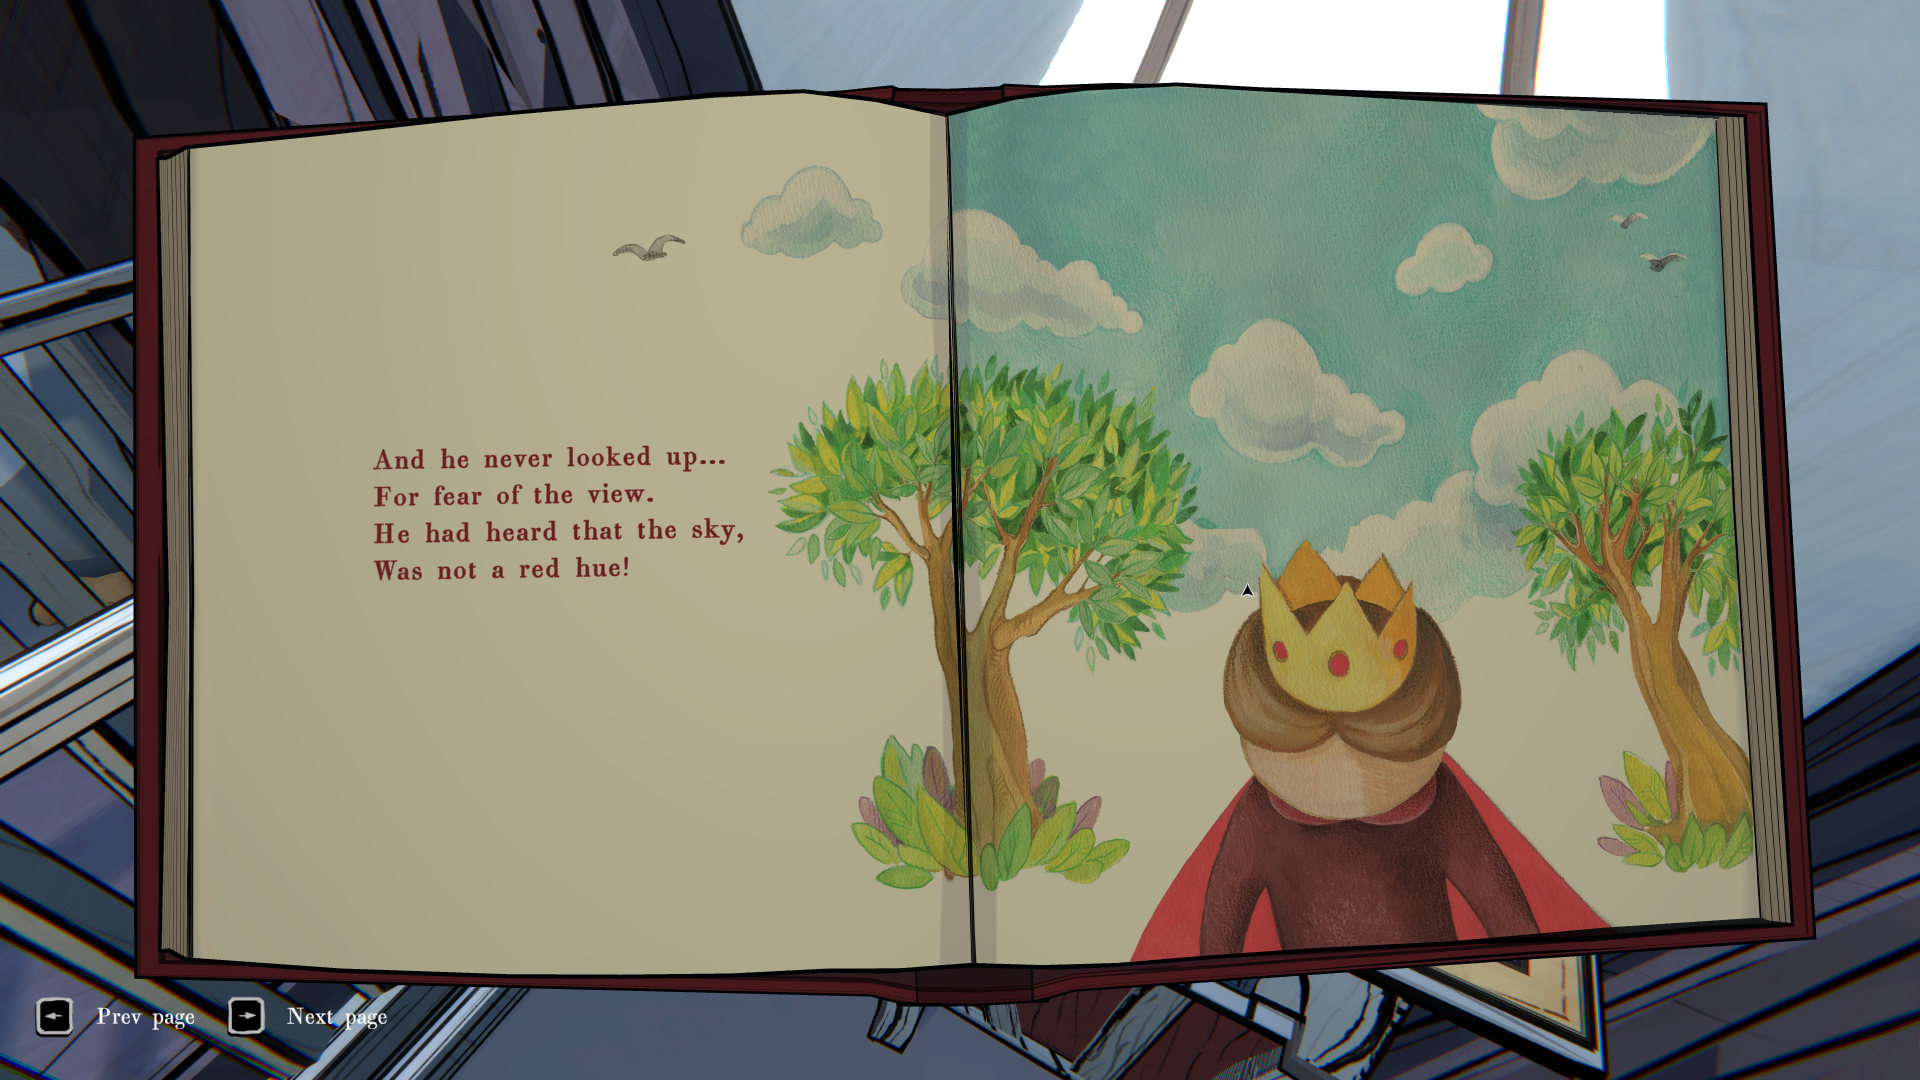 And he never looked up...
For fear of the view.
He had heard that the sky,
Was not a red hue!
Prev page
Next page